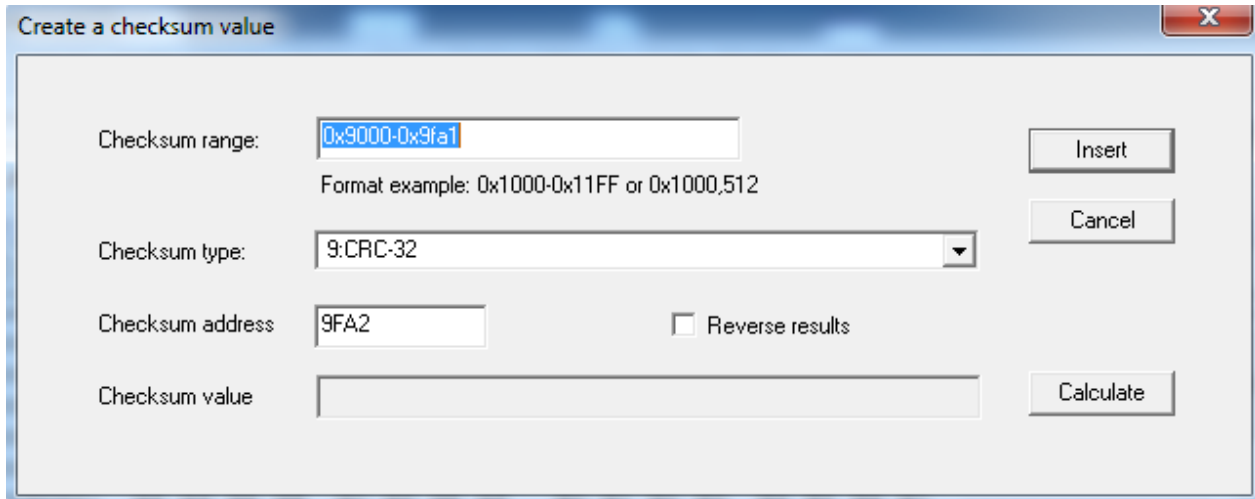 Create a checksum value
x
Checksum range:
0x9000-0x9fa1
Insert
Format example: 0x1000-0x11FF or 0x1000,512
Cancel
Checksum type:
9:CRC-32
Checksum address
9FA2
Reverse results
Checksum value
Calculate